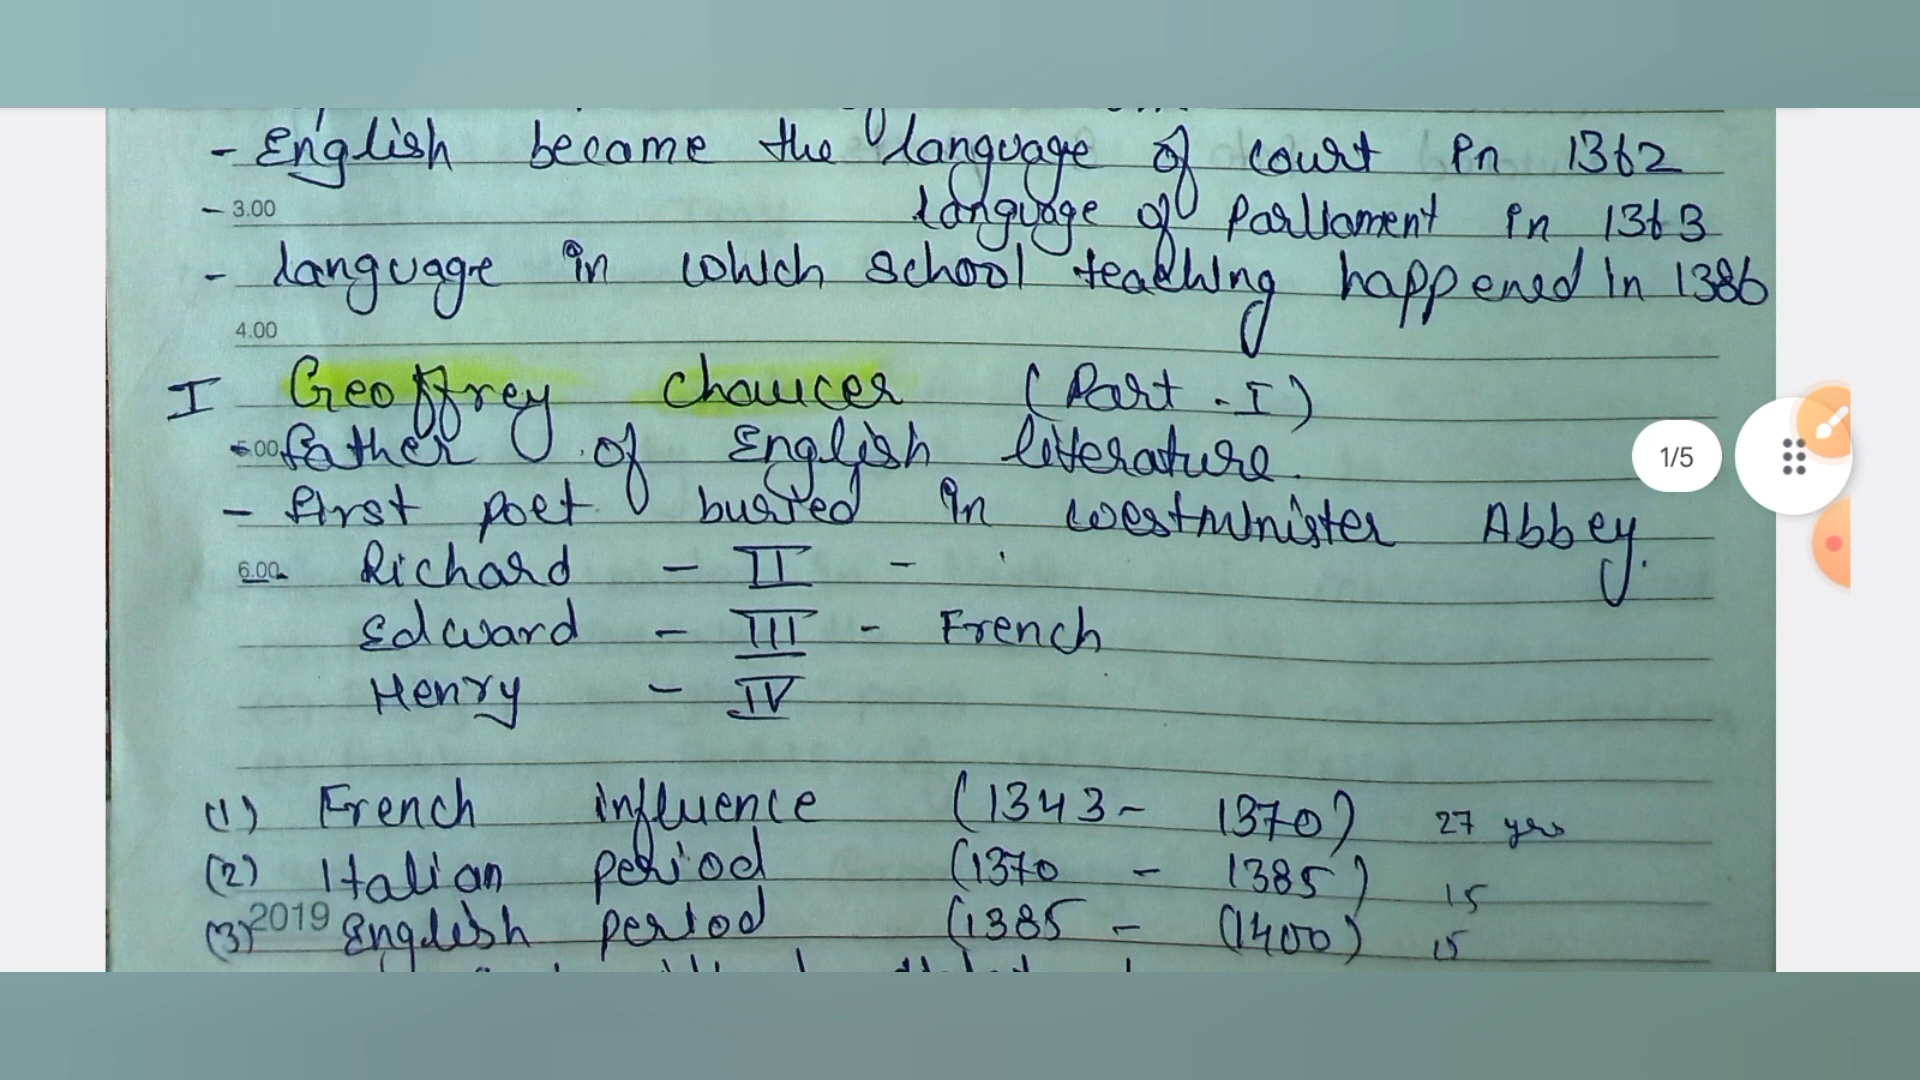 - English became the language of court in 1362
- 3.00 language of Parliament in 1363
- language in which school teaching happened in 1386
4.00
I Geoffrey chaucer (Part - I)
5.00 father of English literature.
- first poet buried in westminister Abbey.
6.00 Richard - II -
Edward - III - French
Henry - IV
1/5
(1) French influence (1343 - 1370) 27 yrs
(2) Italian period (1370 - 1385) 15
(3) 2019 English period (1385 - (1400) 15